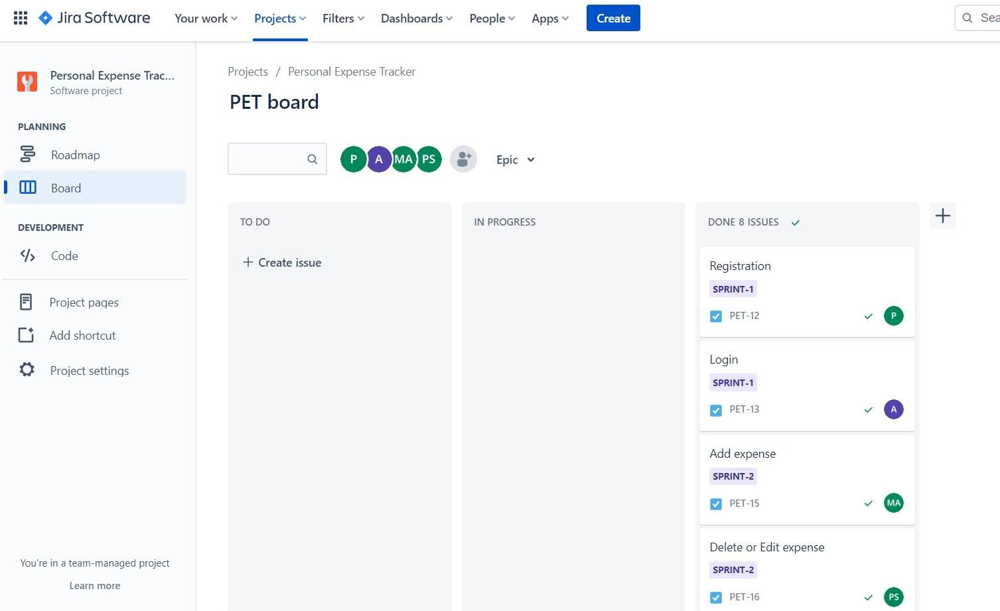 Jira Software
Your work
Projects
Filters
Dashboards
People
Apps
Create
Personal Expense Trac...
Software project
PLANNING
Roadmap
Board
DEVELOPMENT
Code
Project pages
Add shortcut
Project settings
You're in a team-managed project
Learn more
Projects / Personal Expense Tracker
PET board
P A MA PS
Epic
TO DO
Create issue
IN PROGRESS
DONE 8 ISSUES
Registration
SPRINT-1
PET-12
P
Login
SPRINT-1
PET-13
A
Add expense
SPRINT-2
PET-15
MA
Delete or Edit expense
SPRINT-2
PET-16
PS